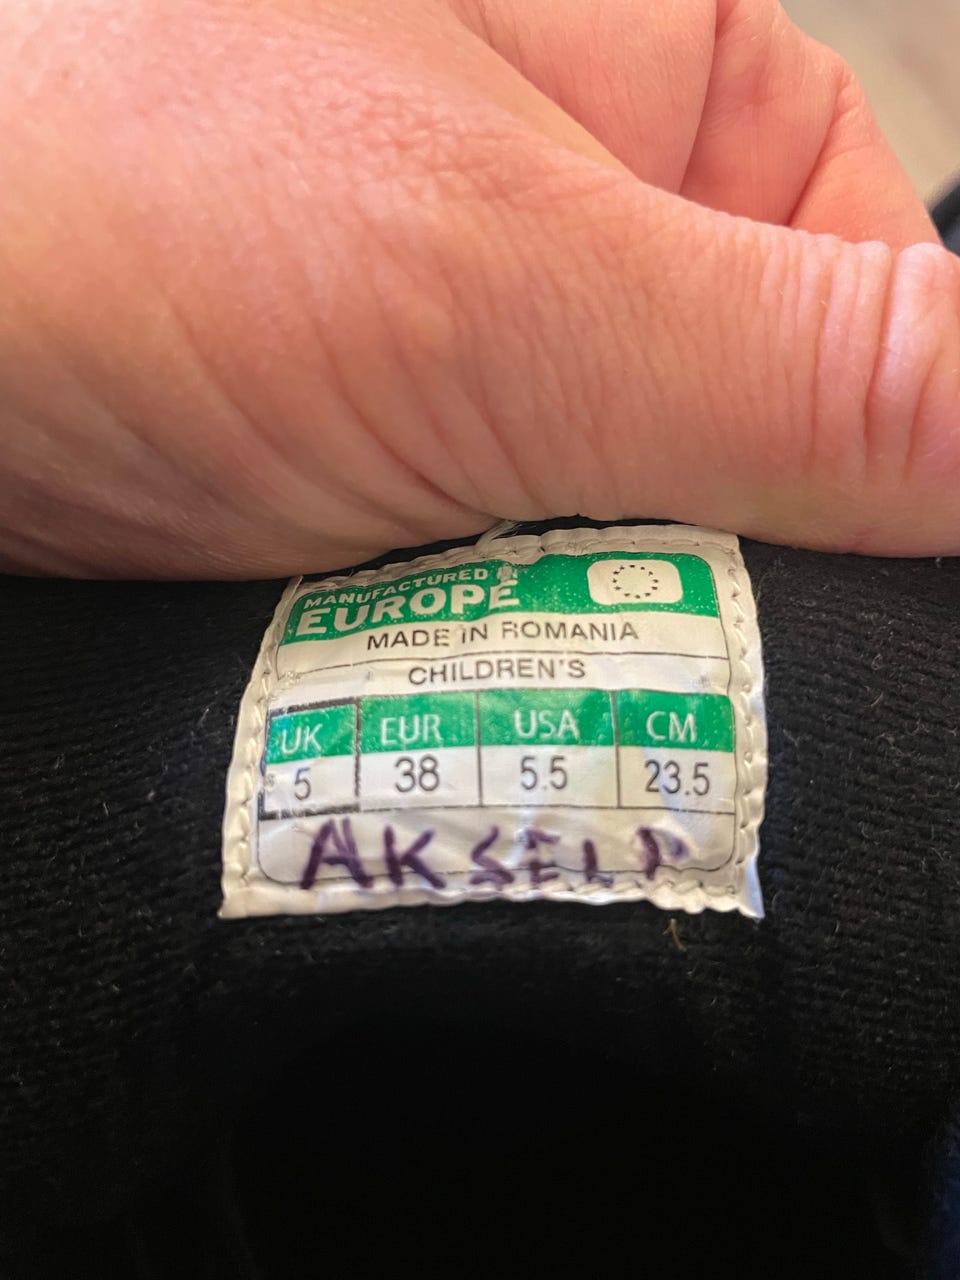 MANUFACTURED IN
EUROPE
MADE IN ROMANIA
CHILDREN'S
UK EUR USA CM
5 38 5.5 23.5
AKSEL P